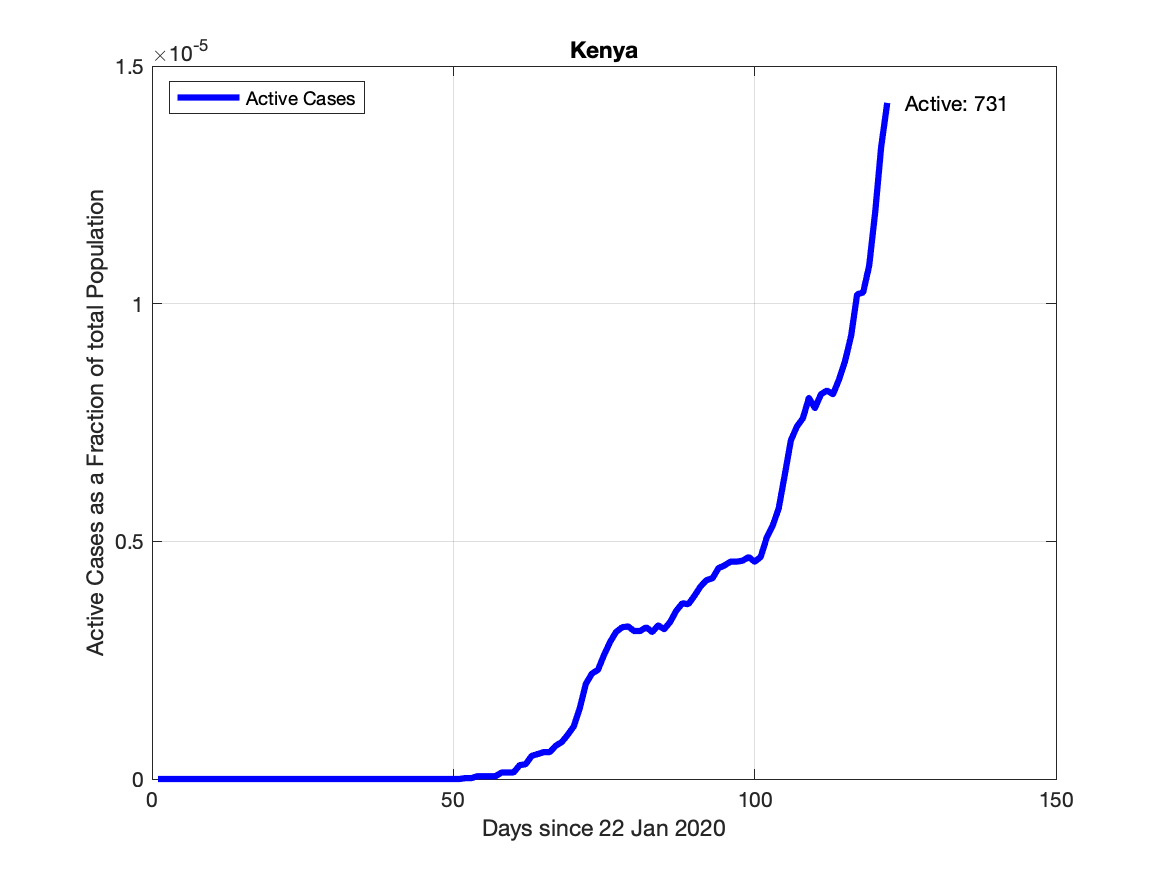 Kenya
×10-5
1.5
1
0.5
0
Active Cases
Active: 731
Active Cases as a Fraction of total Population
0
50
100
150
Days since 22 Jan 2020